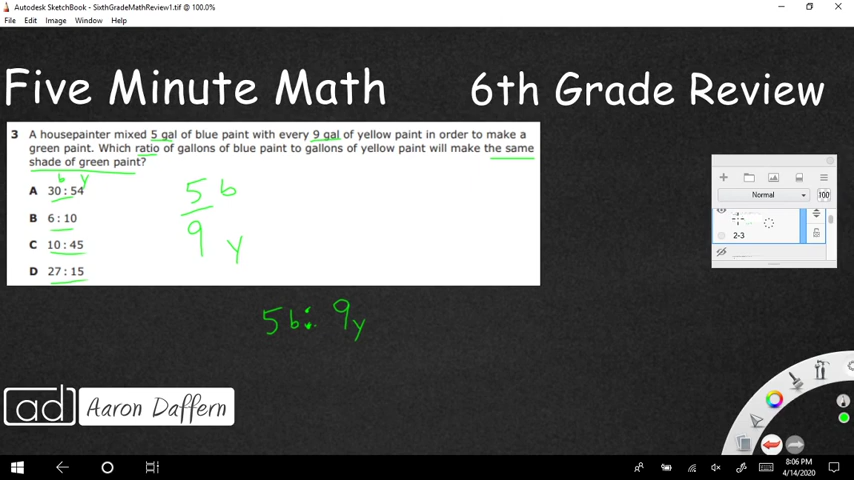 Autodesk SketchBook - SixthGradeMathReview1.tif @ 100.0%
File Edit Image Window Help
Five Minute Math 6th Grade Review
3 A housepainter mixed 5 gal of blue paint with every 9 gal of yellow paint in order to make a
green paint. Which ratio of gallons of blue paint to gallons of yellow paint will make the same
shade of green paint?
b y
A 30 : 54
B 6 : 10
C 10 : 45
D 27 : 15
5 b
9 y
5b : 9y
Normal 100
2-3
ad Aaron Daffern
8:06 PM
4/14/2020